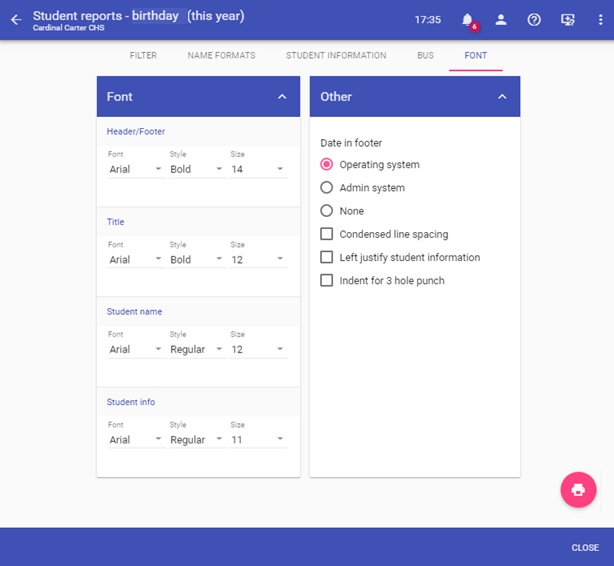 Student reports - birthday (this year)
Cardinal Carter CHS
17:35
6
FILTER
NAME FORMATS
STUDENT INFORMATION
BUS
FONT
Font
Header/Footer
Font Style Size
Arial Bold 14
Title
Font Style Size
Arial Bold 12
Student name
Font Style Size
Arial Regular 12
Student info
Font Style Size
Arial Regular 11
Other
Date in footer
Operating system
Admin system
None
Condensed line spacing
Left justify student information
Indent for 3 hole punch
CLOSE